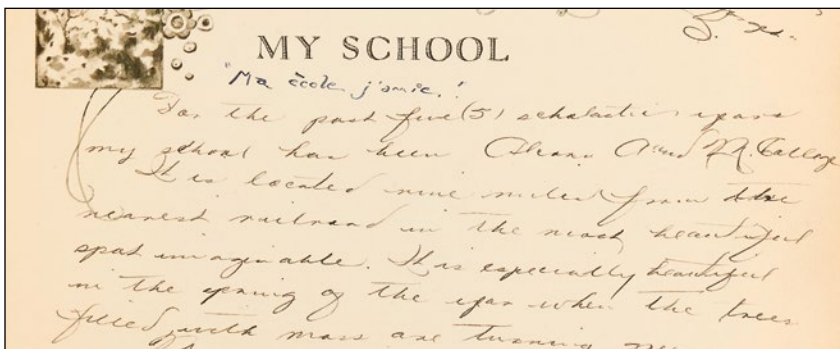 MY SCHOOL
"Ma école j'amie."
For the past five (5) scholastic years
my school has been Alcorn A and M. College
It is located nine miles from the
nearest railroad in the most beautiful
spot imaginable. It is especially beautiful
in the spring of the year when the trees
filled with moss are turning